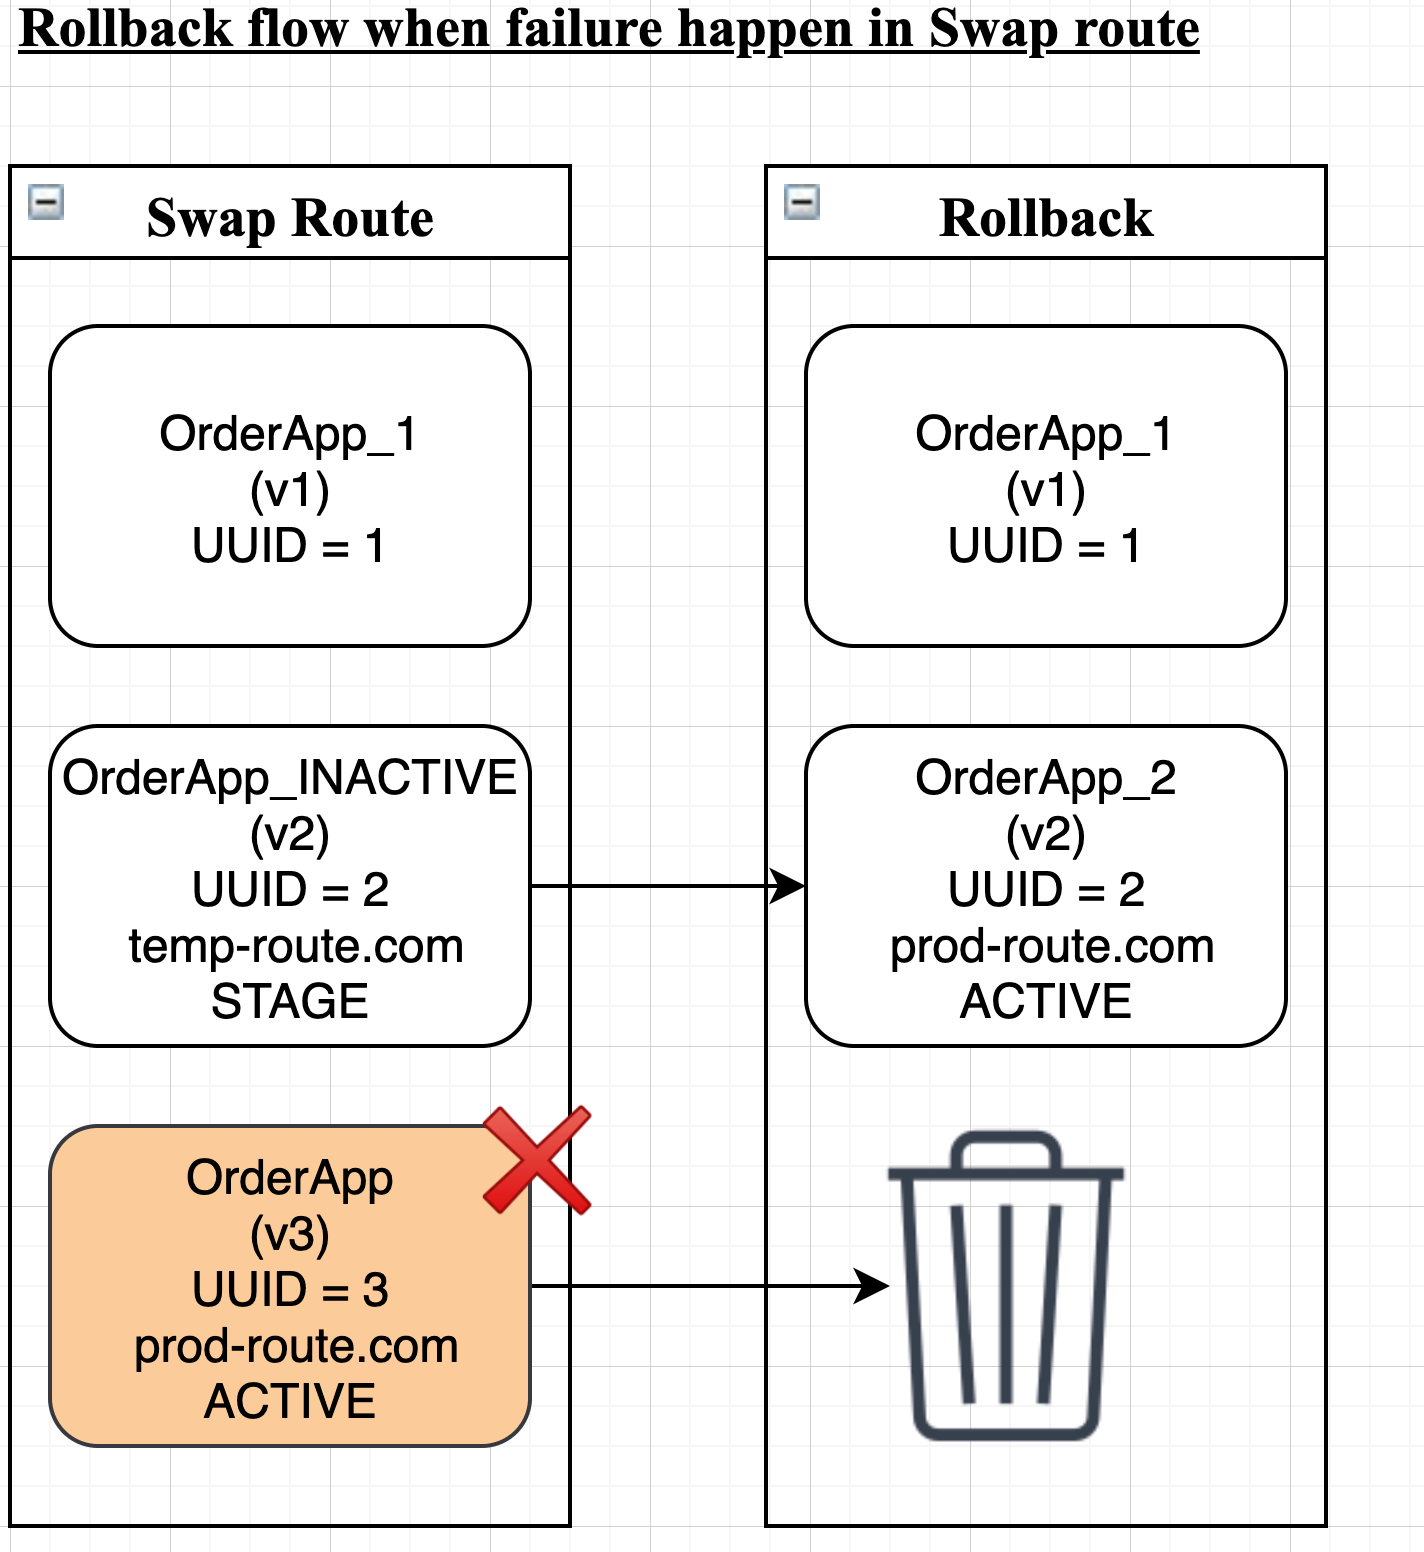 Rollback flow when failure happen in Swap route
Swap Route
OrderApp_1
(v1)
UUID = 1
OrderApp_INACTIVE
(v2)
UUID = 2
temp-route.com
STAGE
OrderApp
(v3)
UUID = 3
prod-route.com
ACTIVE
Rollback
OrderApp_1
(v1)
UUID = 1
OrderApp_2
(v2)
UUID = 2
prod-route.com
ACTIVE